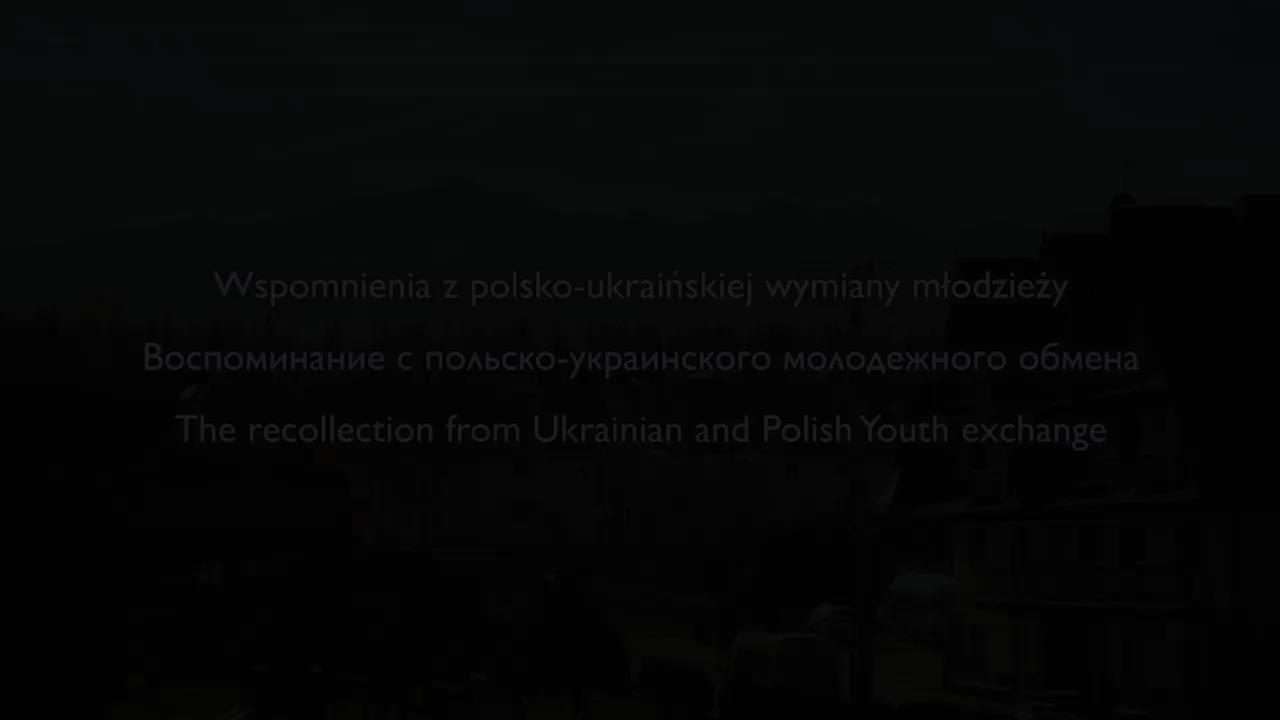 Wspomnienia z polsko-ukraińskiej wymiany młodzieży
Воспоминание с польско-украинского молодежного обмена
The recollection from Ukrainian and Polish Youth exchange